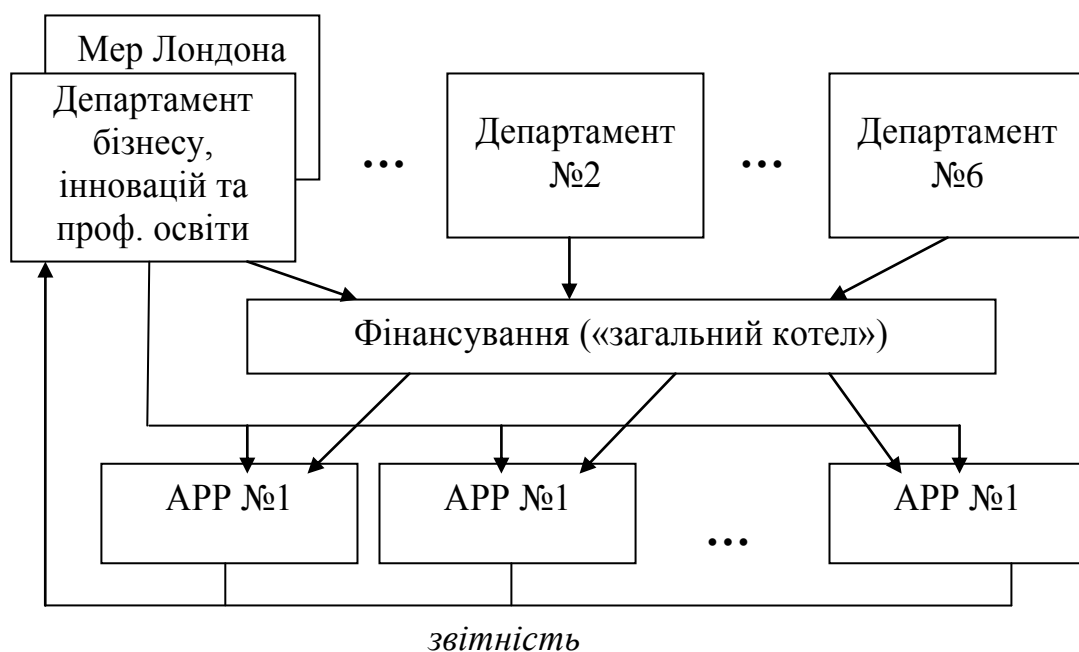 Мер Лондона
Департамент
бізнесу,
інновацій та
проф. освіти
...
Департамент
№2
...
Департамент
№6
Фінансування («загальний котел»)
АРР №1
АРР №1
...
АРР №1
звітність